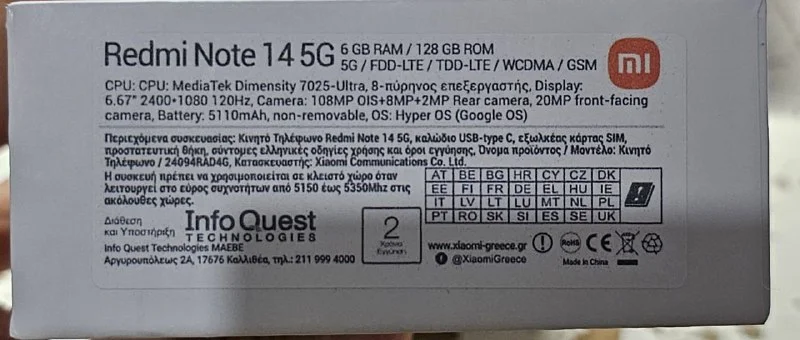 Redmi Note 14 5G 6 GB RAM / 128 GB ROM
5G / FDD-LTE / TDD-LTE / WCDMA / GSM
mi
CPU: CPU: MediaTek Dimensity 7025-Ultra, 8-πύρηνος επεξεργαστής, Display:
6.67" 2400*1080 120Hz, Camera: 108MP OIS+8MP+2MP Rear camera, 20MP front-facing
camera, Battery: 5110mAh, non-removable, OS: Hyper OS (Google OS)
Περιεχόμενα συσκευασίας: Κινητό Τηλέφωνο Redmi Note 14 5G, καλώδιο USB-type C, εξωλκέας κάρτας SIM,
προστατευτική θήκη, σύντομες ελληνικές οδηγίες χρήσης και όροι εγγύησης, Όνομα προϊόντος / Μοντέλο: Κινητό
Τηλέφωνο / 24094RAD4G, Κατασκευαστής: Xiaomi Communications Co. Ltd.
Η συσκευή πρέπει να χρησιμοποιείται σε κλειστό χώρο όταν
λειτουργεί στο εύρος συχνοτήτων από 5150 έως 5350Mhz στις
ακόλουθες χώρες.
AT BE BG HR CY CZ DK
EE FI FR DE EL HU IE
IT LV LT LU MT NL PL
PT RO SK SI ES SE UK
Διάθεση
και Υποστήριξη
Info Quest
TECHNOLOGIES
Info Quest Technologies ΜΑΕΒΕ
Αργυρουπόλεως 2Α, 17676 Καλλιθέα, τηλ.: 211 999 4000
2
Χρόνια
Εγγύηση
www.xiaomi-greece.gr
@XiaomiGreece
RoHS CE
Made in China